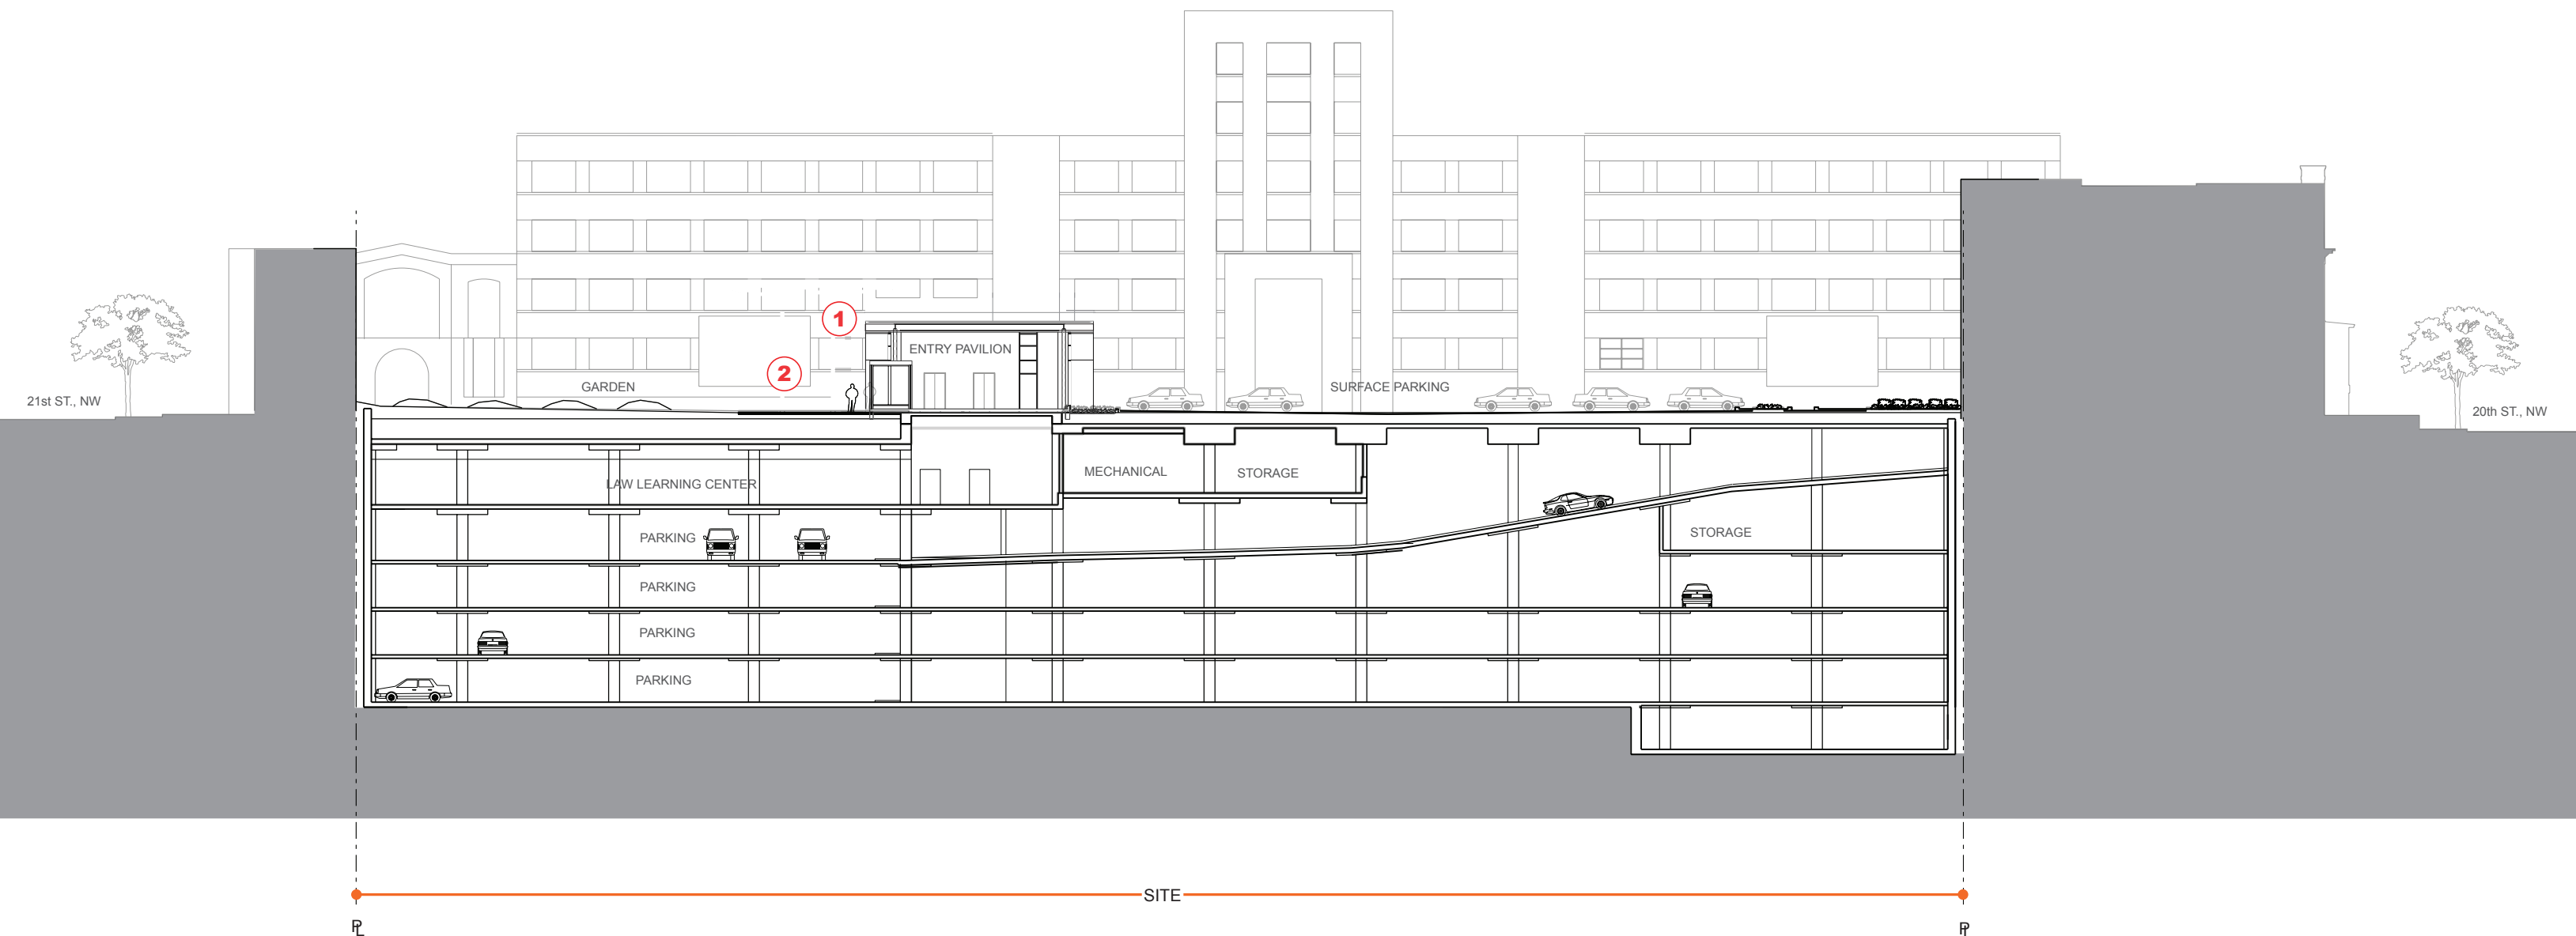 1
ENTRY PAVILION
2
GARDEN
SURFACE PARKING
21st ST., NW
20th ST., NW
MECHANICAL
STORAGE
LAW LEARNING CENTER
PARKING
STORAGE
PARKING
PARKING
PARKING
SITE
PL